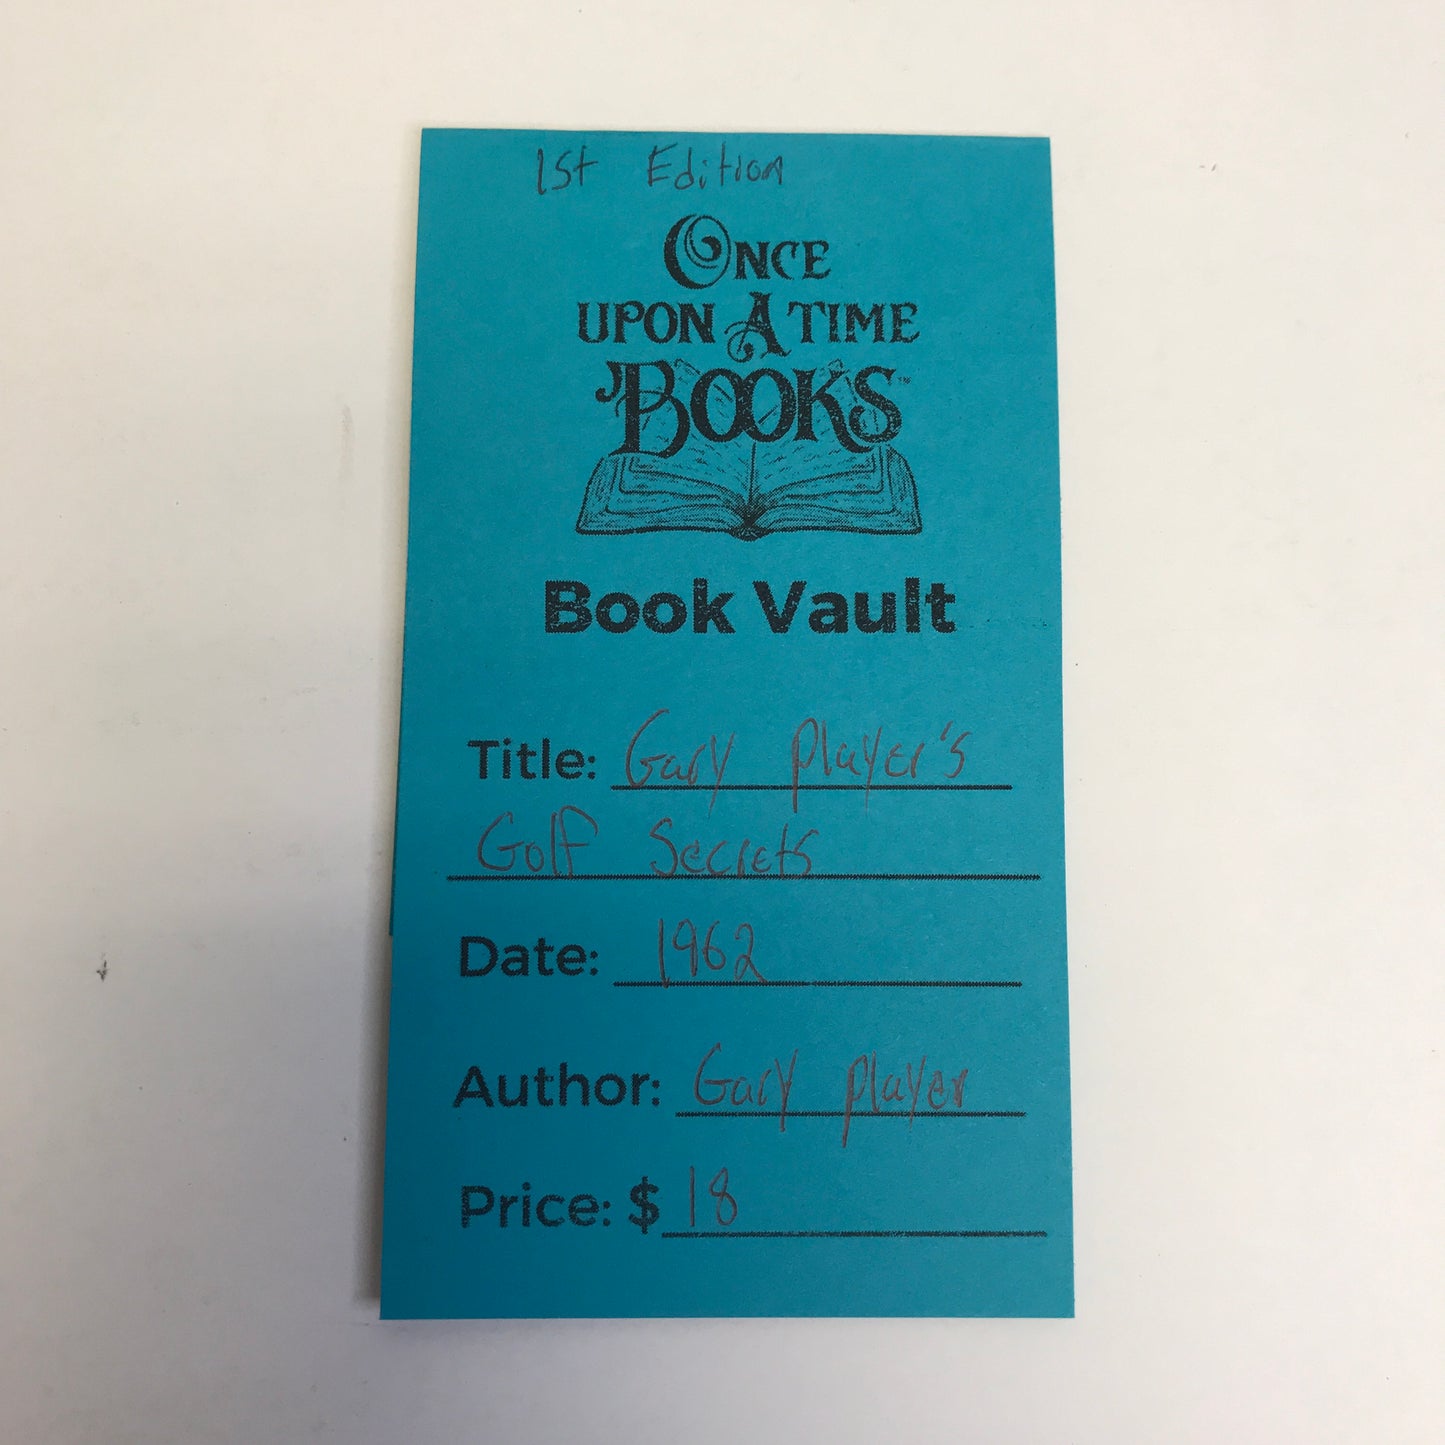 1st Edition
ONCE
UPON A TIME
BOOKS™
Book Vault
Title: Gary Player's
Golf Secrets
Date: 1962
Author: Gary Player
Price: $ 18